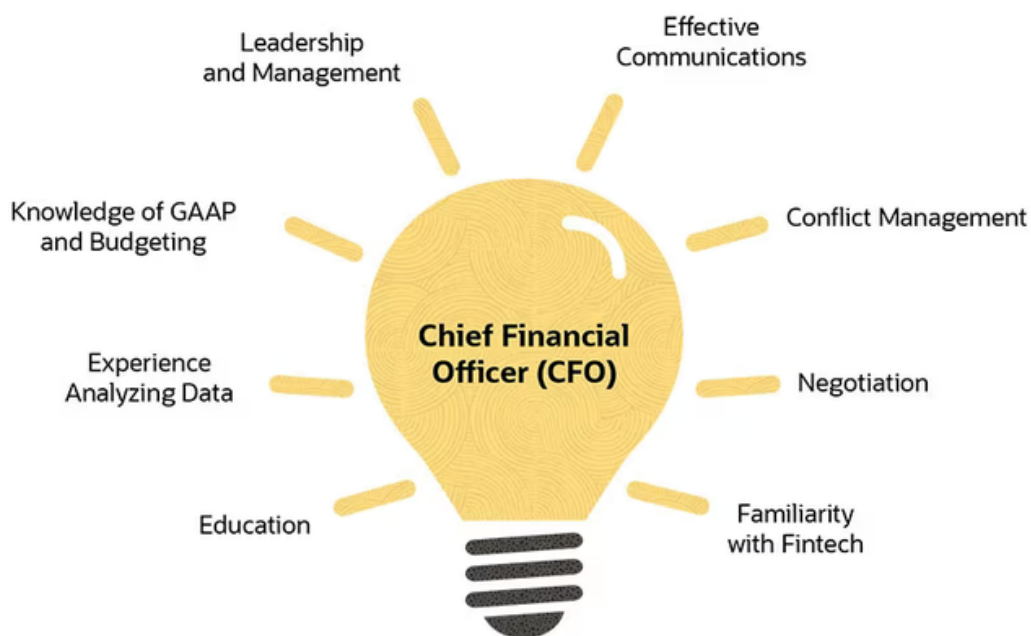 Leadership
and Management
Effective
Communications
Knowledge of GAAP
and Budgeting
Conflict Management
Chief Financial
Officer (CFO)
Experience
Analyzing Data
Negotiation
Education
Familiarity
with Fintech